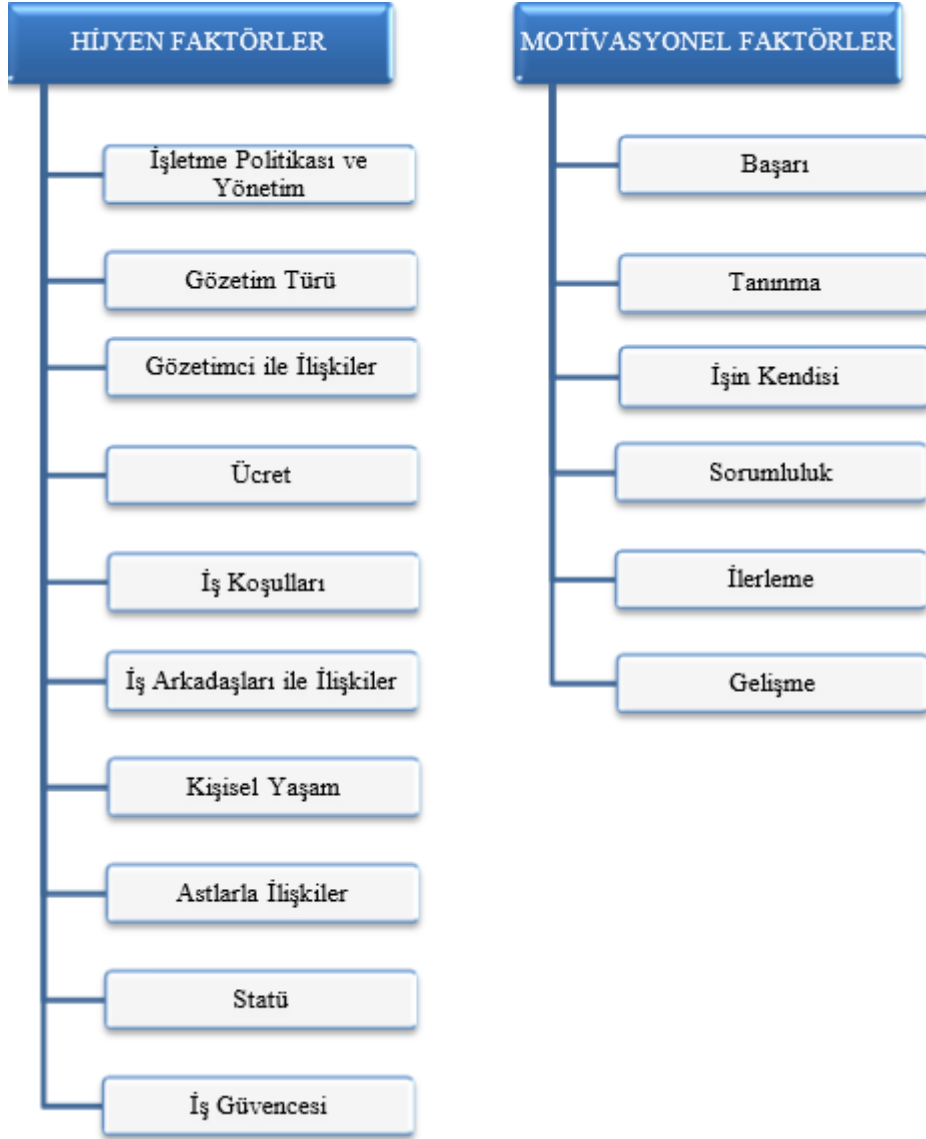 HİJYEN FAKTÖRLER
İşletme Politikası ve
Yönetim
Gözetim Türü
Gözetimci ile İlişkiler
Ücret
İş Koşulları
İş Arkadaşları ile İlişkiler
Kişisel Yaşam
Astlarla İlişkiler
Statü
İş Güvencesi
MOTİVASYONEL FAKTÖRLER
Başarı
Tanınma
İşin Kendisi
Sorumluluk
İlerleme
Gelişme